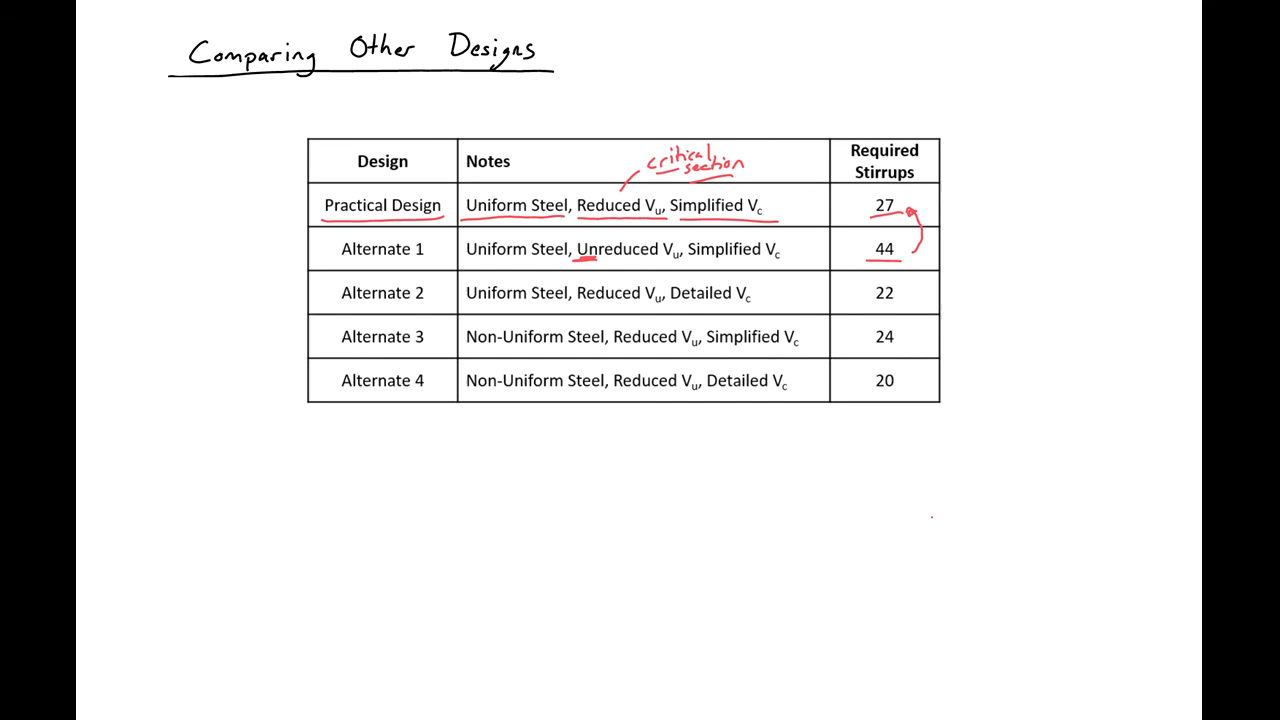 Comparing Other Designs
Design Notes Required Stirrups
critical section
Practical Design Uniform Steel, Reduced Vu, Simplified Vc 27
Alternate 1 Uniform Steel, Unreduced Vu, Simplified Vc 44
Alternate 2 Uniform Steel, Reduced Vu, Detailed Vc 22
Alternate 3 Non-Uniform Steel, Reduced Vu, Simplified Vc 24
Alternate 4 Non-Uniform Steel, Reduced Vu, Detailed Vc 20